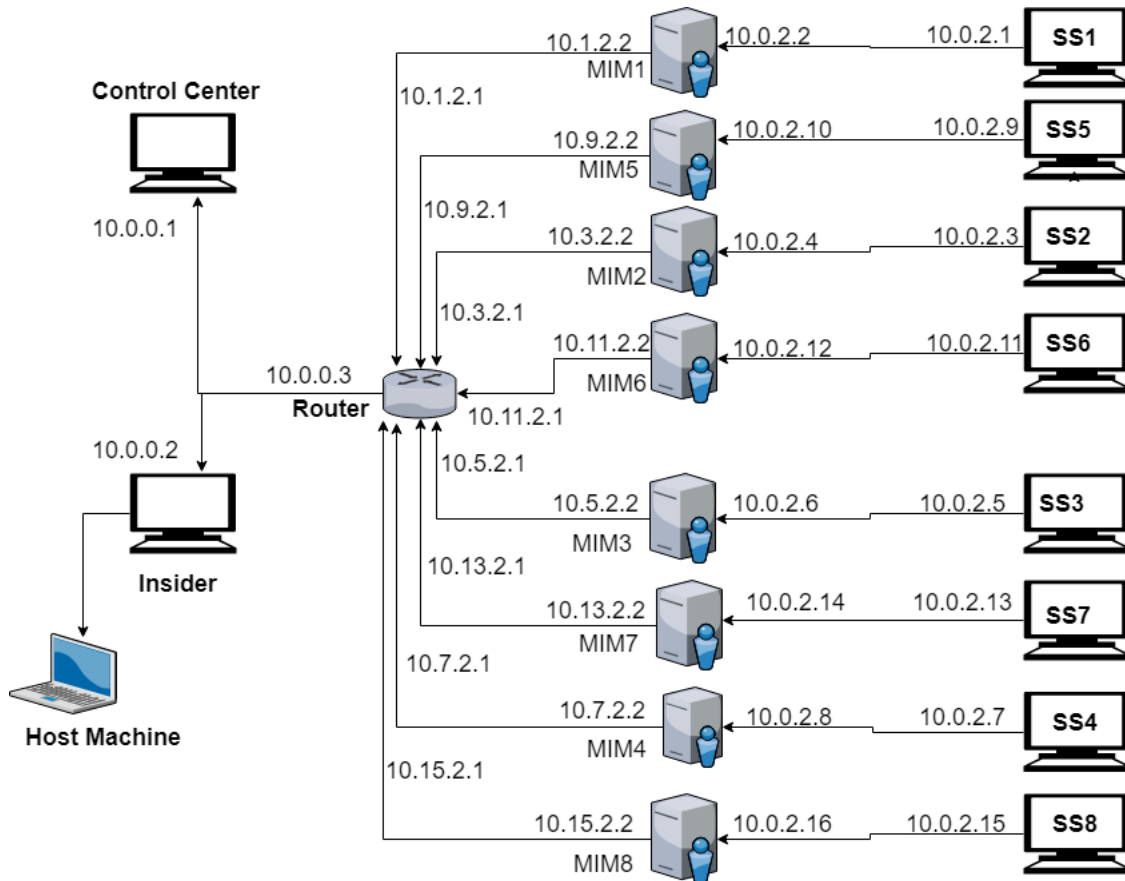 10.1.2.2
10.0.2.2
10.0.2.1
SS1
MIM1
Control Center
10.1.2.1
10.9.2.2
10.0.2.10
10.0.2.9
SS5
MIM5
10.0.0.1
10.9.2.1
10.3.2.2
10.0.2.4
10.0.2.3
SS2
MIM2
10.3.2.1
10.11.2.2
10.0.2.12
10.0.2.11
SS6
MIM6
10.0.0.3
Router
10.11.2.1
10.0.0.2
10.5.2.1
10.5.2.2
10.0.2.6
10.0.2.5
SS3
MIM3
10.13.2.1
Insider
10.13.2.2
10.0.2.14
10.0.2.13
SS7
MIM7
10.7.2.1
10.7.2.2
10.0.2.8
10.0.2.7
SS4
MIM4
Host Machine
10.15.2.1
10.15.2.2
10.0.2.16
10.0.2.15
SS8
MIM8